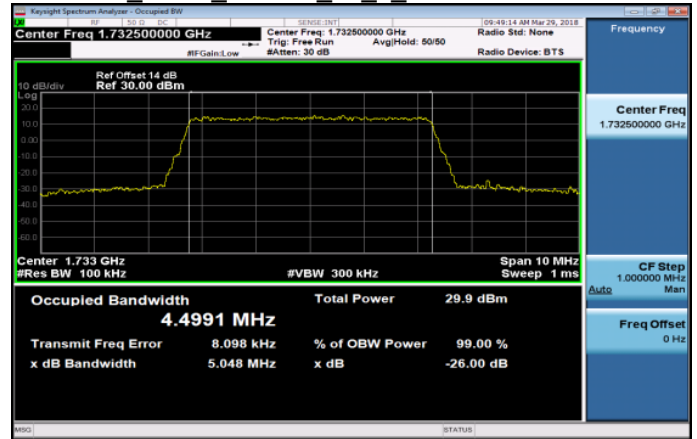 Keysight Spectrum Analyzer - Occupied BW
RF 50 Ω DC SENSE:INT 09:49:14 AM Mar 29, 2018
Center Freq 1.732500000 GHz Center Freq: 1.732500000 GHz Radio Std: None Frequency
Trig: Free Run Avg|Hold: 50/50
#IFGain:Low #Atten: 30 dB Radio Device: BTS
Ref Offset 14 dB
10 dB/div Ref 30.00 dBm
Log
20.0
10.0
0.00
-10.0
-20.0
-30.0
-40.0
-50.0
-60.0
Center Freq
1.732500000 GHz
Center 1.733 GHz Span 10 MHz
#Res BW 100 kHz #VBW 300 kHz Sweep 1 ms
CF Step
1.000000 MHz
Auto Man
Occupied Bandwidth Total Power 29.9 dBm
4.4991 MHz
Freq Offset
0 Hz
Transmit Freq Error 8.098 kHz % of OBW Power 99.00 %
x dB Bandwidth 5.048 MHz x dB -26.00 dB
MSG STATUS